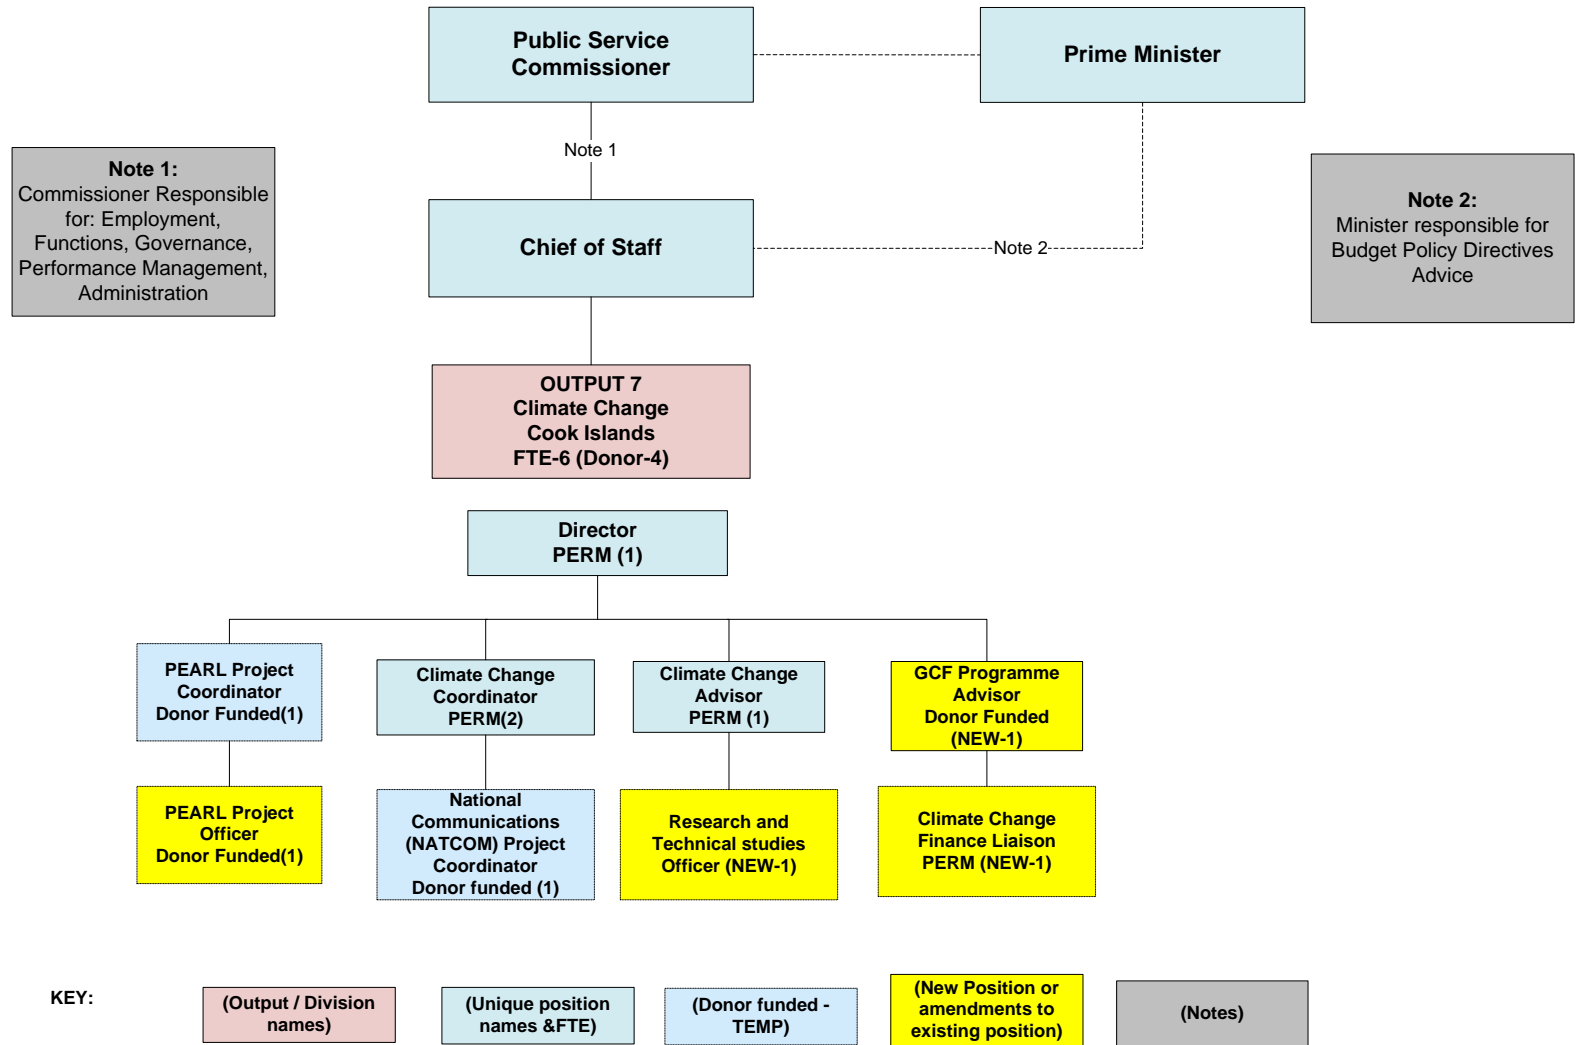 Public Service
Commissioner
Prime Minister
Note 1
Note 1:
Commissioner Responsible
for: Employment,
Functions, Governance,
Performance Management,
Administration
Note 2:
Minister responsible for
Budget Policy Directives
Advice
Chief of Staff
Note 2
OUTPUT 7
Climate Change
Cook Islands
FTE-6 (Donor-4)
Director
PERM (1)
PEARL Project
Coordinator
Donor Funded(1)
Climate Change
Coordinator
PERM(2)
Climate Change
Advisor
PERM (1)
GCF Programme
Advisor
Donor Funded
(NEW-1)
PEARL Project
Officer
Donor Funded(1)
National
Communications
(NATCOM) Project
Coordinator
Donor funded (1)
Research and
Technical studies
Officer (NEW-1)
Climate Change
Finance Liaison
PERM (NEW-1)
KEY:
(Output / Division
names)
(Unique position
names &FTE)
(Donor funded -
TEMP)
(New Position or
amendments to
existing position)
(Notes)